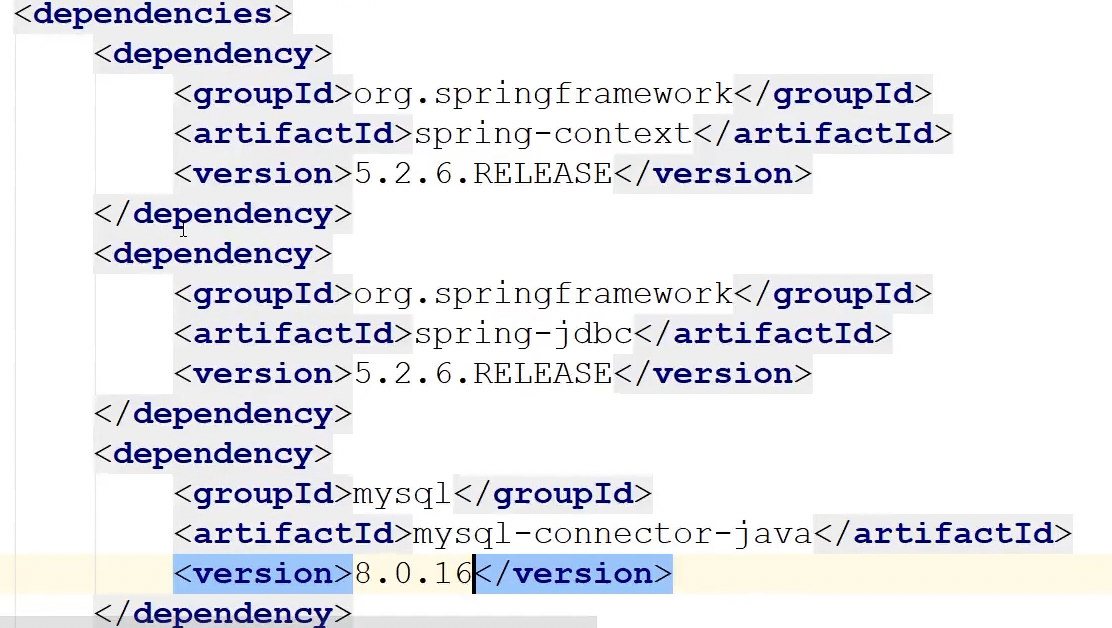 <dependencies>
<dependency>
<groupId>org.springframework</groupId>
<artifactId>spring-context</artifactId>
<version>5.2.6.RELEASE</version>
</dependency>
<dependency>
<groupId>org.springframework</groupId>
<artifactId>spring-jdbc</artifactId>
<version>5.2.6.RELEASE</version>
</dependency>
<dependency>
<groupId>mysql</groupId>
<artifactId>mysql-connector-java</artifactId>
<version>8.0.16</version>
</dependency>